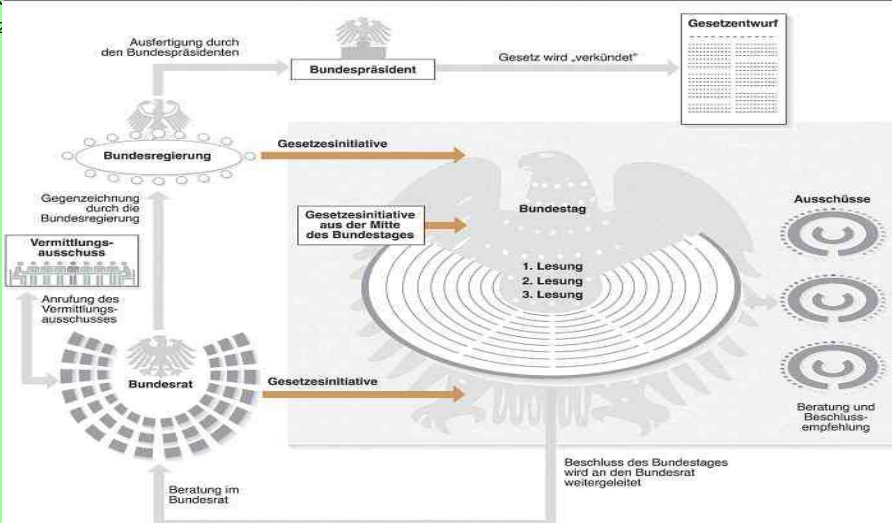 Gesetzentwurf
Ausfertigung durch
den Bundespräsidenten
Bundespräsident
Gesetz wird „verkündet"
Bundesregierung
Gesetzesinitiative
Gegenzeichnung
durch die
Bundesregierung
Gesetzesinitiative
aus der Mitte
des Bundestages
Bundestag
Ausschüsse
Vermittlungs-
ausschuss
1. Lesung
2. Lesung
3. Lesung
Anrufung des
Vermittlungs-
ausschusses
Bundesrat
Gesetzesinitiative
Beratung und
Beschluss-
empfehlung
Beratung im
Bundesrat
Beschluss des Bundestages
wird an den Bundesrat
weitergeleitet